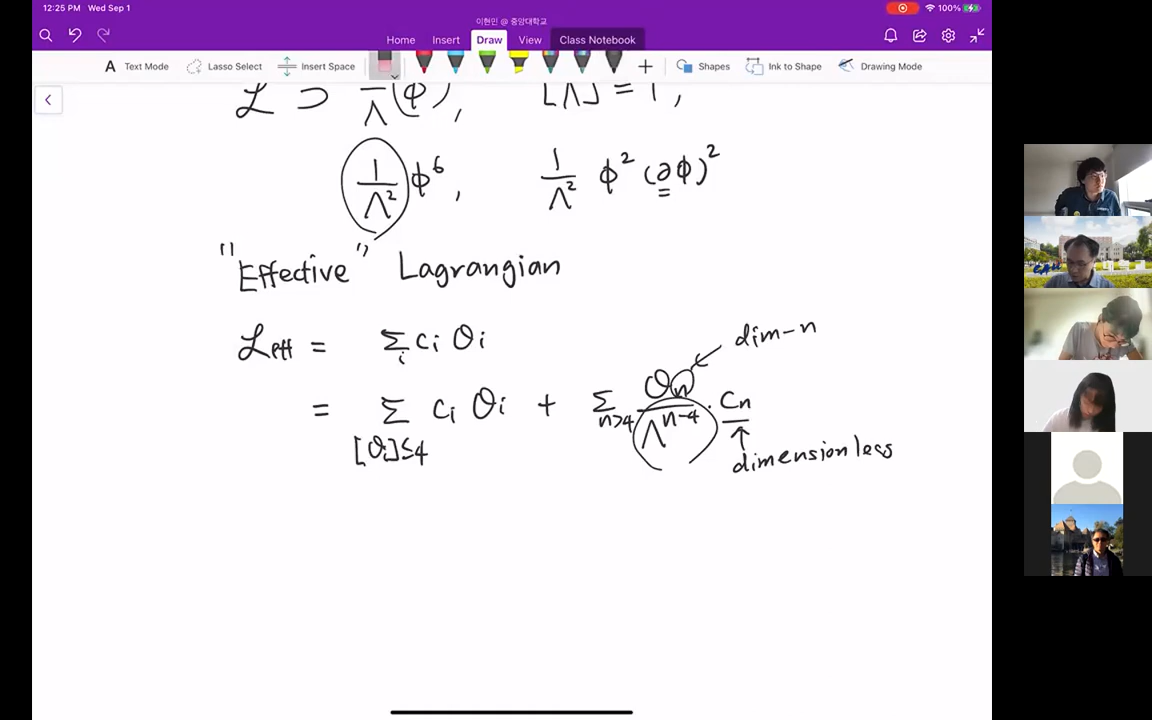 12:25 PM Wed Sep 1
100%
이현민 @ 중앙대학교
Home Insert Draw View Class Notebook
A Text Mode Lasso Select Insert Space Shapes Ink to Shape Drawing Mode
ℒ ⊃ 1/Λ (φ), [Λ] = 1,
1/Λ² φ⁶, 1/Λ² φ² (∂φ)²
"Effective" Lagrangian
ℒeff = Σi ci Oi
dim-n
= Σ[Oi]≤4 ci Oi + Σn>4 On/Λⁿ⁻⁴ · cn
dimensionless